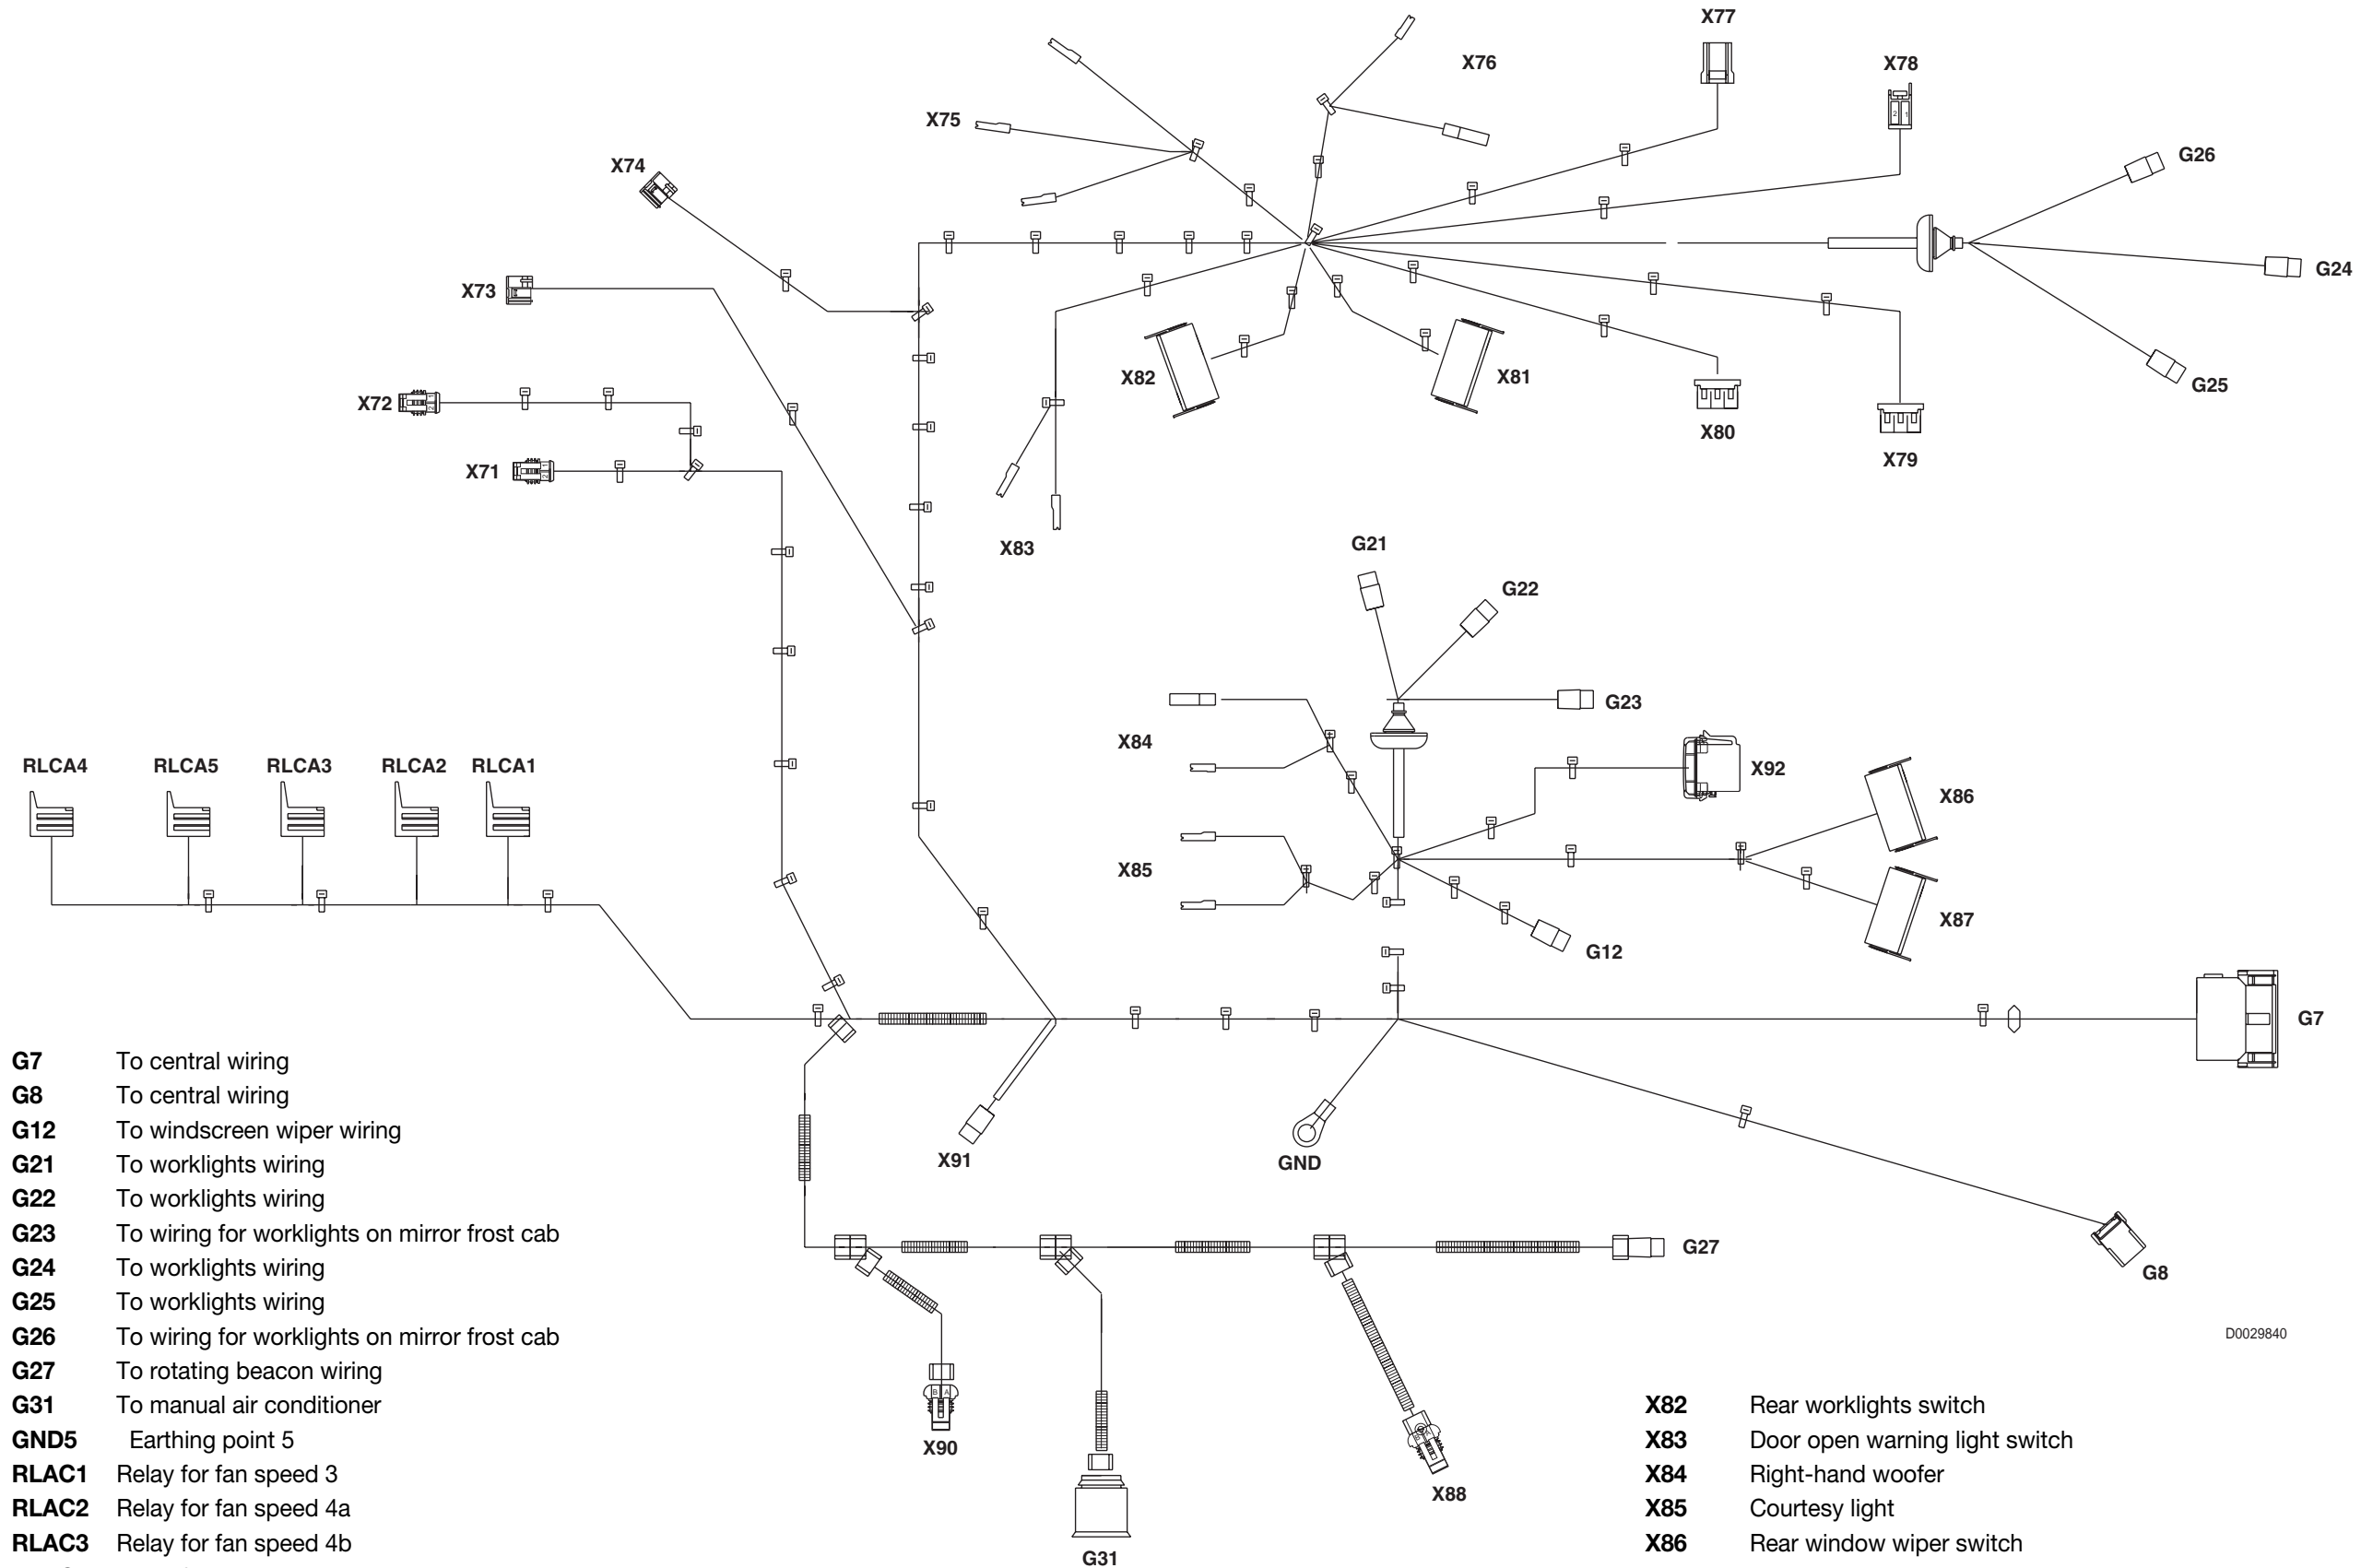 X77
X76
X78
X75
G26
X74
G24
X73
X82
X81
G25
X72
X80
X71
X79
X83
G21
G22
G23
X84
RLCA4 RLCA5 RLCA3 RLCA2 RLCA1
X92
X86
X85
X87
G12
G7
X91
GND
G27
G8
D0029840
X90
X88
G31
G7 To central wiring
G8 To central wiring
G12 To windscreen wiper wiring
G21 To worklights wiring
G22 To worklights wiring
G23 To wiring for worklights on mirror frost cab
G24 To worklights wiring
G25 To worklights wiring
G26 To wiring for worklights on mirror frost cab
G27 To rotating beacon wiring
G31 To manual air conditioner
GND5 Earthing point 5
RLAC1 Relay for fan speed 3
RLAC2 Relay for fan speed 4a
RLAC3 Relay for fan speed 4b
X82 Rear worklights switch
X83 Door open warning light switch
X84 Right-hand woofer
X85 Courtesy light
X86 Rear window wiper switch